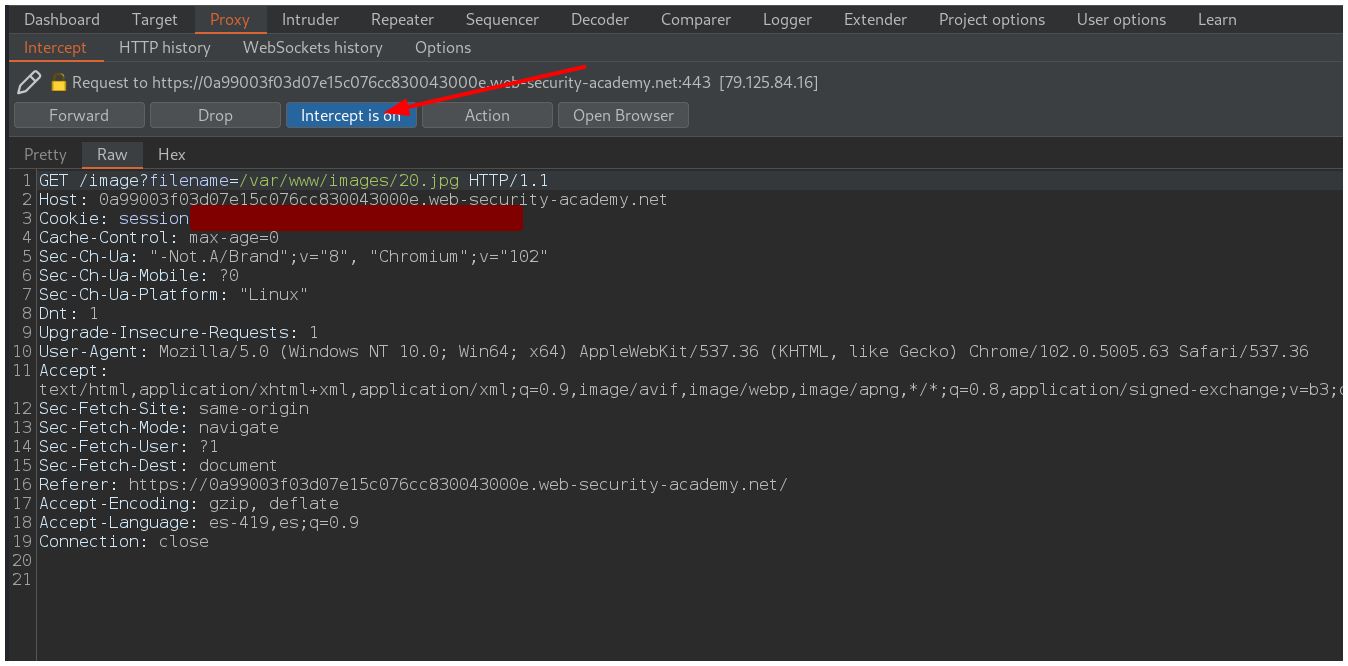 Dashboard Target Proxy Intruder Repeater Sequencer Decoder Comparer Logger Extender Project options User options Learn
Intercept HTTP history WebSockets history Options
Request to https://0a99003f03d07e15c076cc830043000e.web-security-academy.net:443 [79.125.84.16]
Forward Drop Intercept is on Action Open Browser
Pretty Raw Hex
1 GET /image?filename=/var/www/images/20.jpg HTTP/1.1
2 Host: 0a99003f03d07e15c076cc830043000e.web-security-academy.net
3 Cookie: session
4 Cache-Control: max-age=0
5 Sec-Ch-Ua: "-Not.A/Brand";v="8", "Chromium";v="102"
6 Sec-Ch-Ua-Mobile: ?0
7 Sec-Ch-Ua-Platform: "Linux"
8 Dnt: 1
9 Upgrade-Insecure-Requests: 1
10 User-Agent: Mozilla/5.0 (Windows NT 10.0; Win64; x64) AppleWebKit/537.36 (KHTML, like Gecko) Chrome/102.0.5005.63 Safari/537.36
11 Accept:
text/html,application/xhtml+xml,application/xml;q=0.9,image/avif,image/webp,image/apng,*/*;q=0.8,application/signed-exchange;v=b3;
12 Sec-Fetch-Site: same-origin
13 Sec-Fetch-Mode: navigate
14 Sec-Fetch-User: ?1
15 Sec-Fetch-Dest: document
16 Referer: https://0a99003f03d07e15c076cc830043000e.web-security-academy.net/
17 Accept-Encoding: gzip, deflate
18 Accept-Language: es-419,es;q=0.9
19 Connection: close
20
21